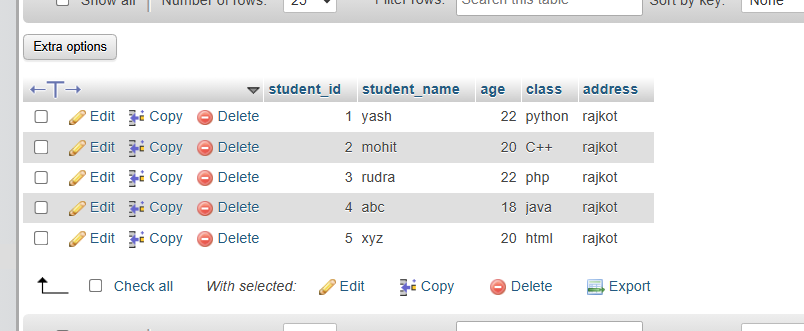 Show all Number of rows: 25 Filter rows: Search this table Sort by key: None
Extra options
student_id student_name age class address
Edit Copy Delete 1 yash 22 python rajkot
Edit Copy Delete 2 mohit 20 C++ rajkot
Edit Copy Delete 3 rudra 22 php rajkot
Edit Copy Delete 4 abc 18 java rajkot
Edit Copy Delete 5 xyz 20 html rajkot
Check all With selected: Edit Copy Delete Export